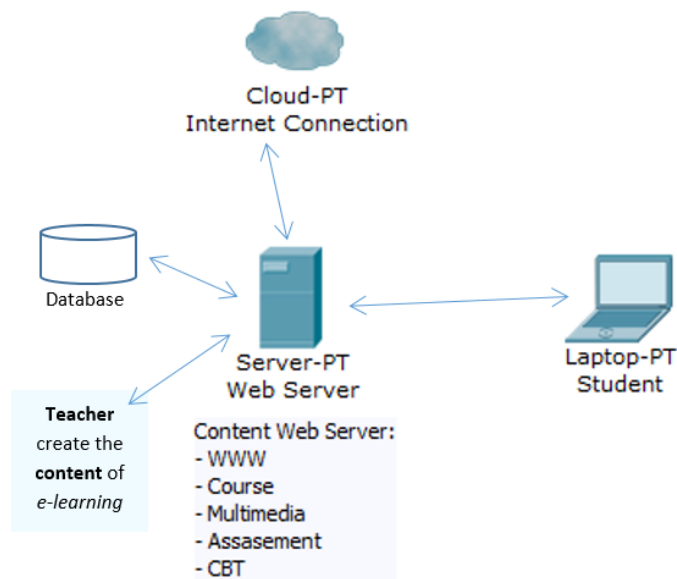 Cloud-PT
Internet Connection
Database
Server-PT
Web Server
Laptop-PT
Student
Teacher
create the
content of
e-learning
Content Web Server:
- WWW
- Course
- Multimedia
- Assasement
- CBT